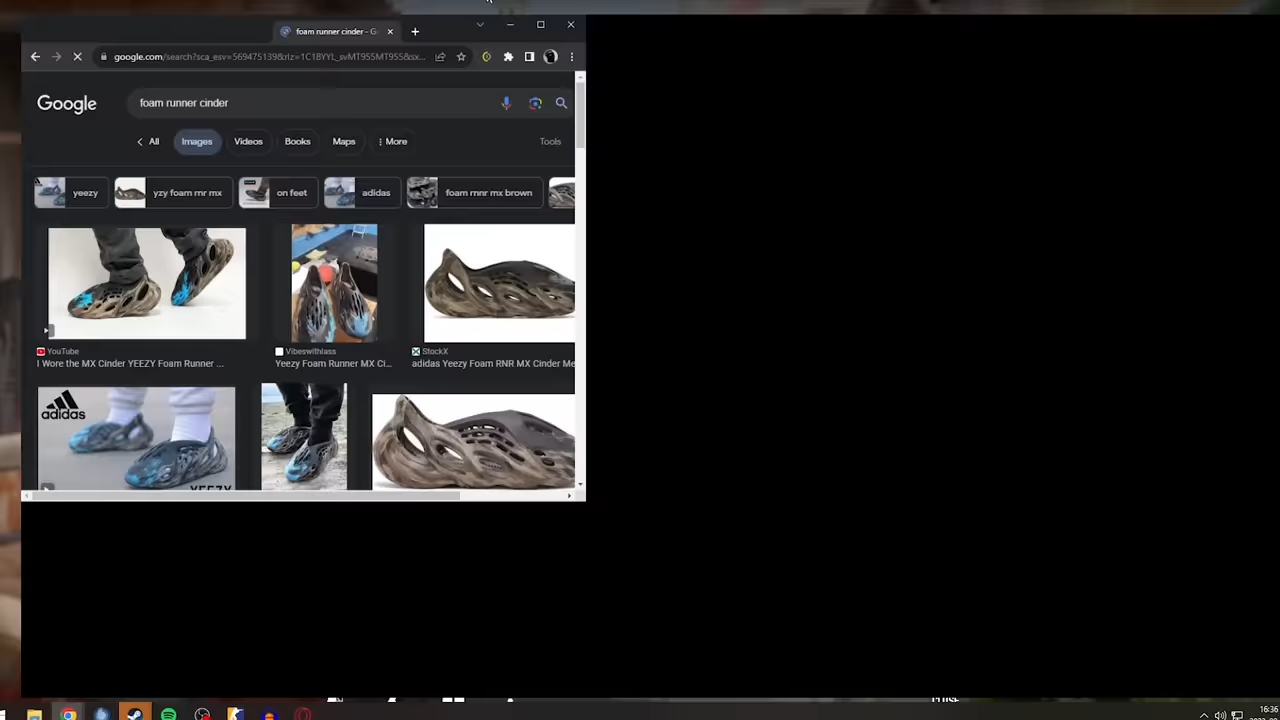 foam runner cinder - G
google.com/search?sca_esv=569475139&rlz=1C1BYYL_svMT955MT955&sx...
Google
foam runner cinder
All
Images
Videos
Books
Maps
More
Tools
yeezy
yzy foam rnr mx
on feet
adidas
foam rnnr mx brown
YouTube
I Wore the MX Cinder YEEZY Foam Runner ...
Vibeswithlass
Yeezy Foam Runner MX Ci...
StockX
adidas Yeezy Foam RNR MX Cinder Me
adidas
YEEZY
16:36